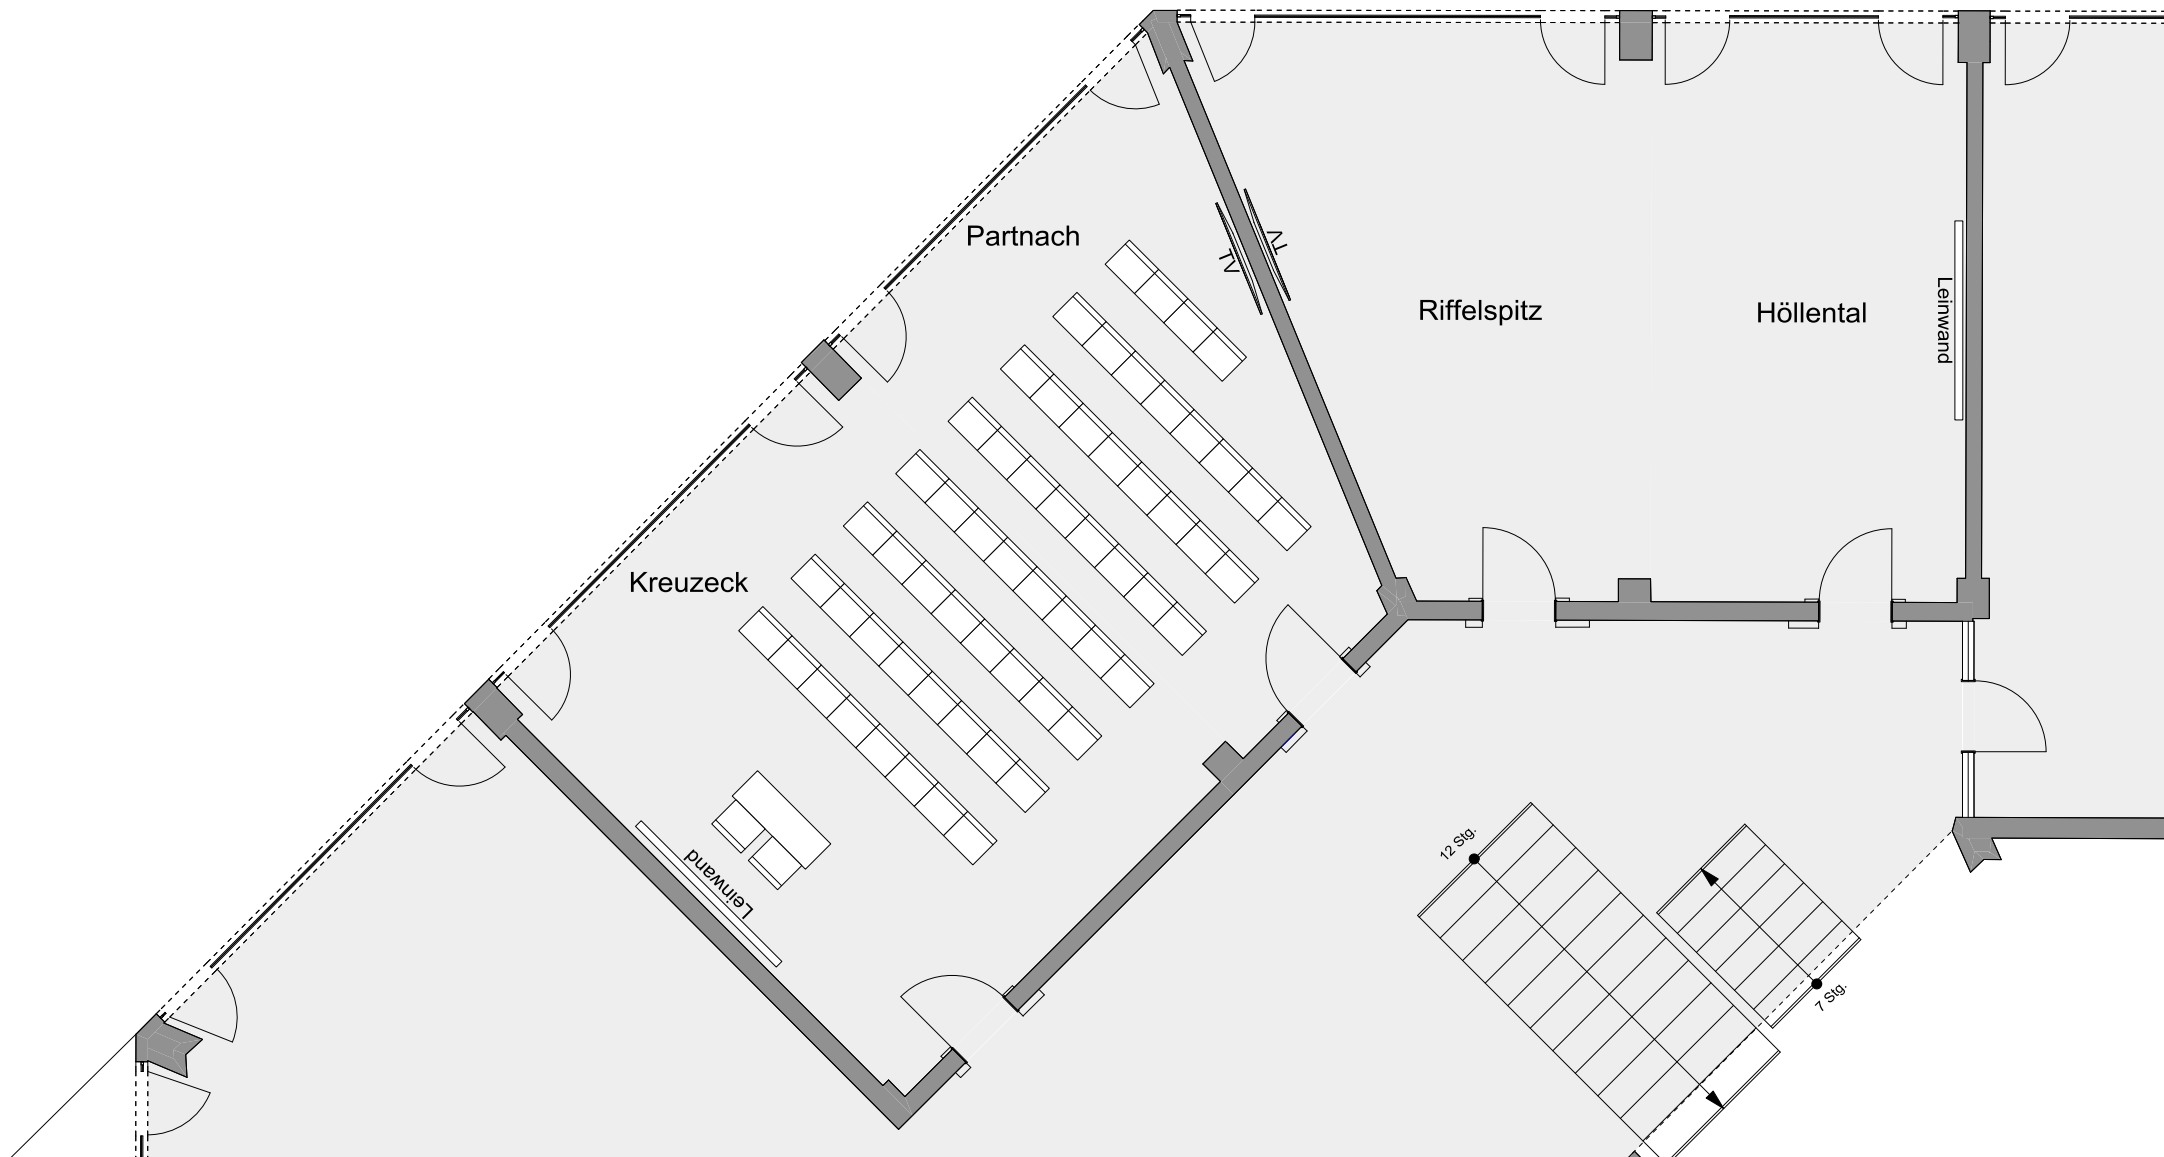 Partnach
TV
TV
Riffelspitz
Höllental
Leinwand
Kreuzeck
Leinwand
12 Stg.
7 Stg.